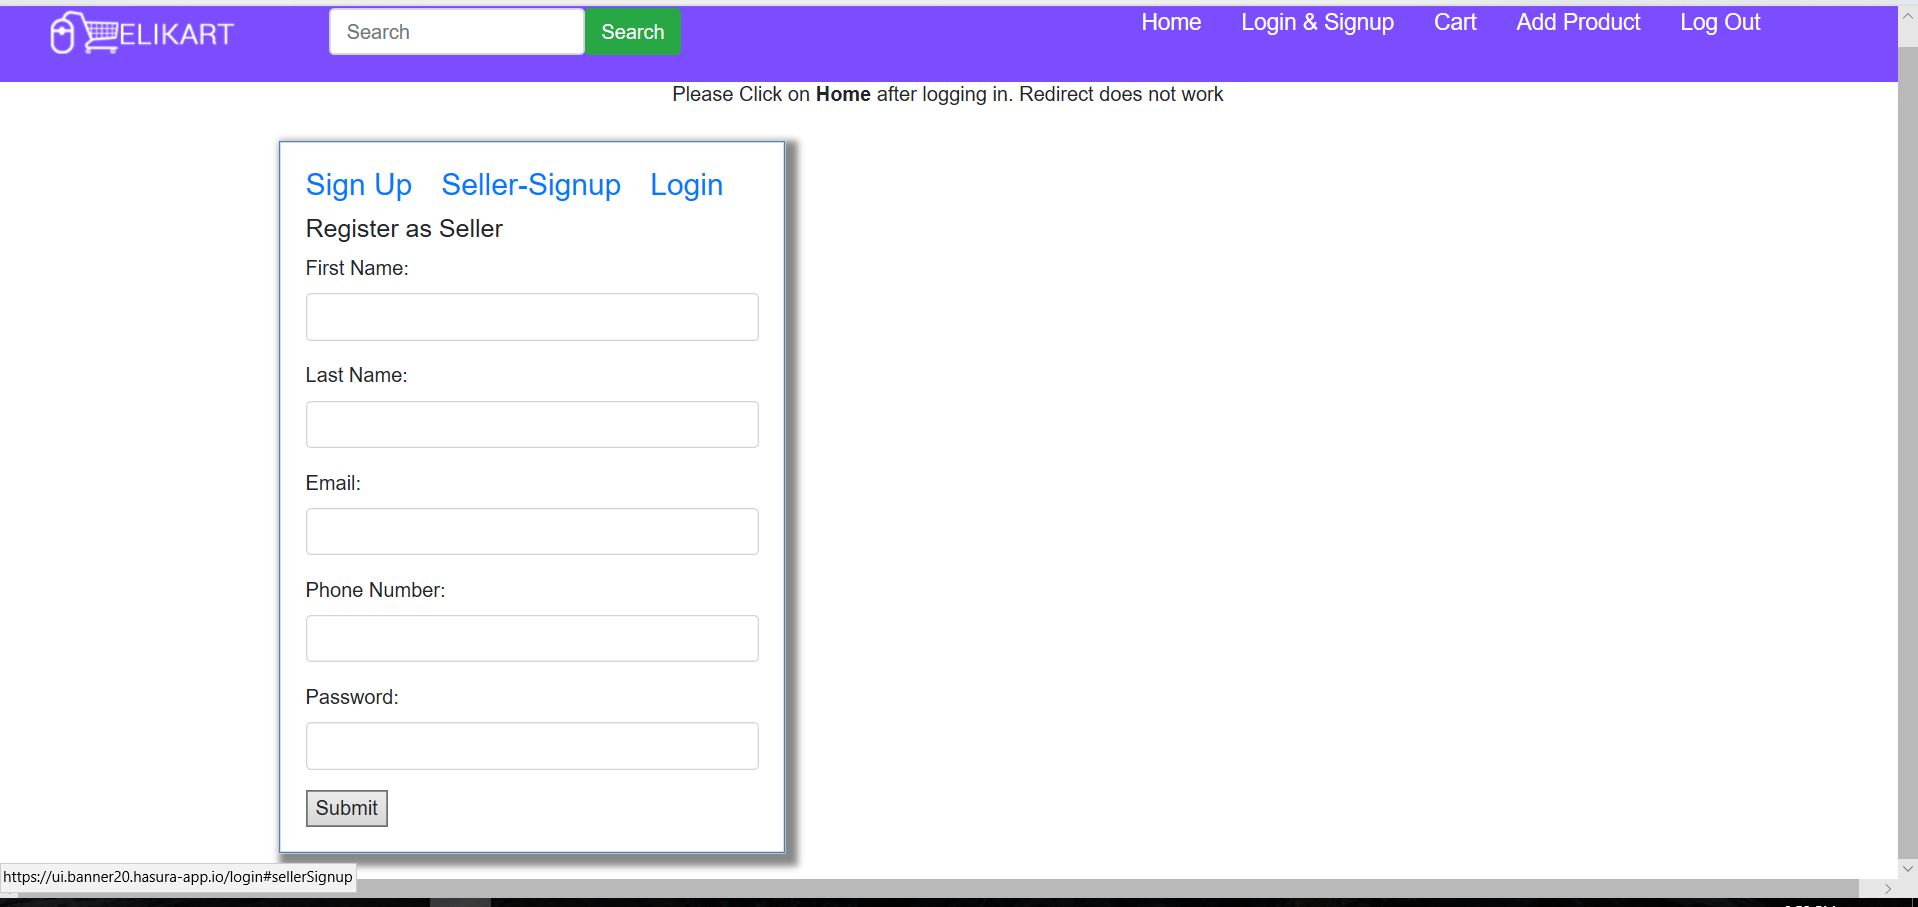 ELIKART
Search
Search
Home
Login & Signup
Cart
Add Product
Log Out
Please Click on Home after logging in. Redirect does not work
Sign Up
Seller-Signup
Login
Register as Seller
First Name:
Last Name:
Email:
Phone Number:
Password:
Submit
https://ui.banner20.hasura-app.io/login#sellerSignup